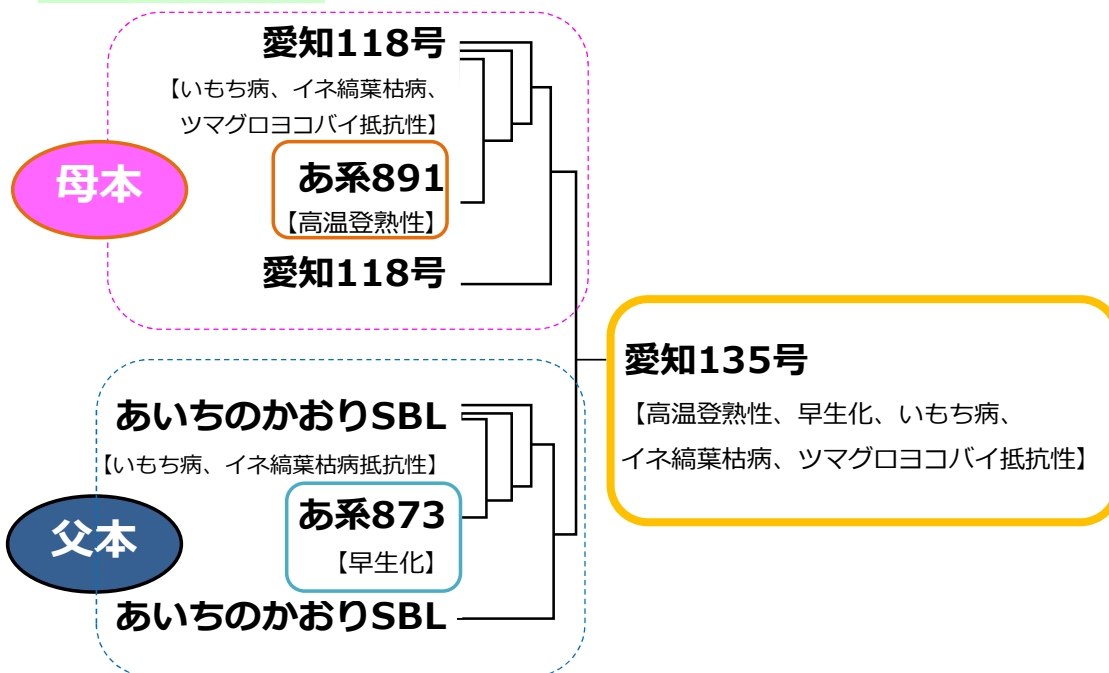 愛知118号
【いもち病、イネ縞葉枯病、
ツマグロヨコバイ抵抗性】
母本
あ系891
【高温登熟性】
愛知118号
愛知135号
【高温登熟性、早生化、いもち病、
イネ縞葉枯病、ツマグロヨコバイ抵抗性】
あいちのかおりSBL
【いもち病、イネ縞葉枯病抵抗性】
父本
あ系873
【早生化】
あいちのかおりSBL